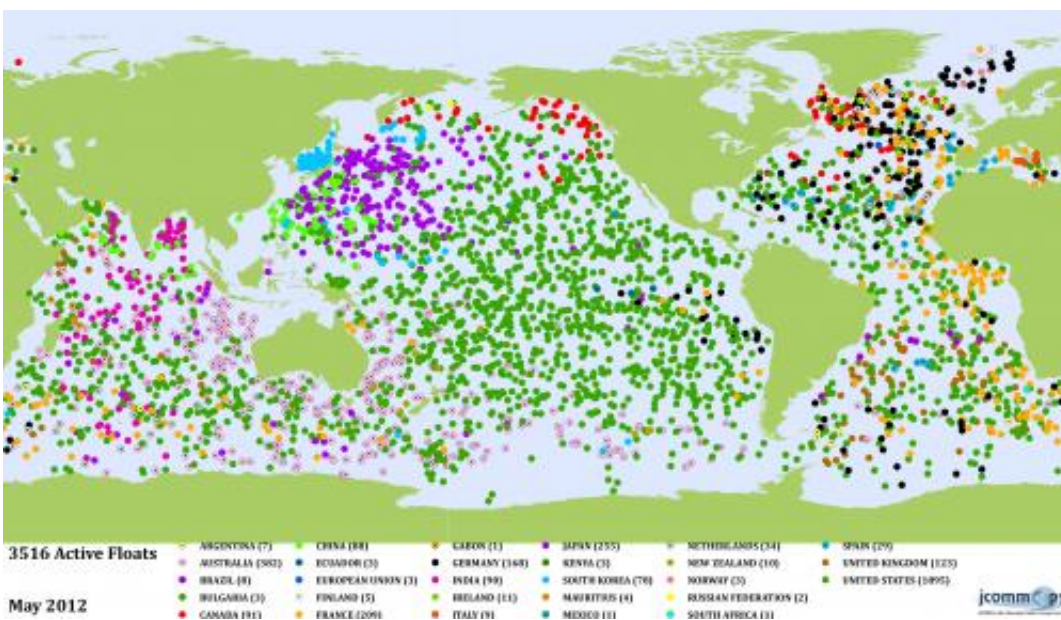 3516 Active Floats
May 2012
ARGENTINA (7)
AUSTRALIA (382)
BRAZIL (8)
BULGARIA (3)
CANADA (91)
CHINA (88)
ECUADOR (3)
EUROPEAN UNION (3)
FINLAND (5)
FRANCE (209)
GABON (1)
GERMANY (168)
INDIA (90)
IRELAND (11)
ITALY (9)
JAPAN (255)
KENYA (3)
SOUTH KOREA (78)
MAURITIUS (4)
MEXICO (1)
NETHERLANDS (34)
NEW ZEALAND (10)
NORWAY (3)
RUSSIAN FEDERATION (2)
SOUTH AFRICA (1)
SPAIN (29)
UNITED KINGDOM (123)
UNITED STATES (1895)
jcomm